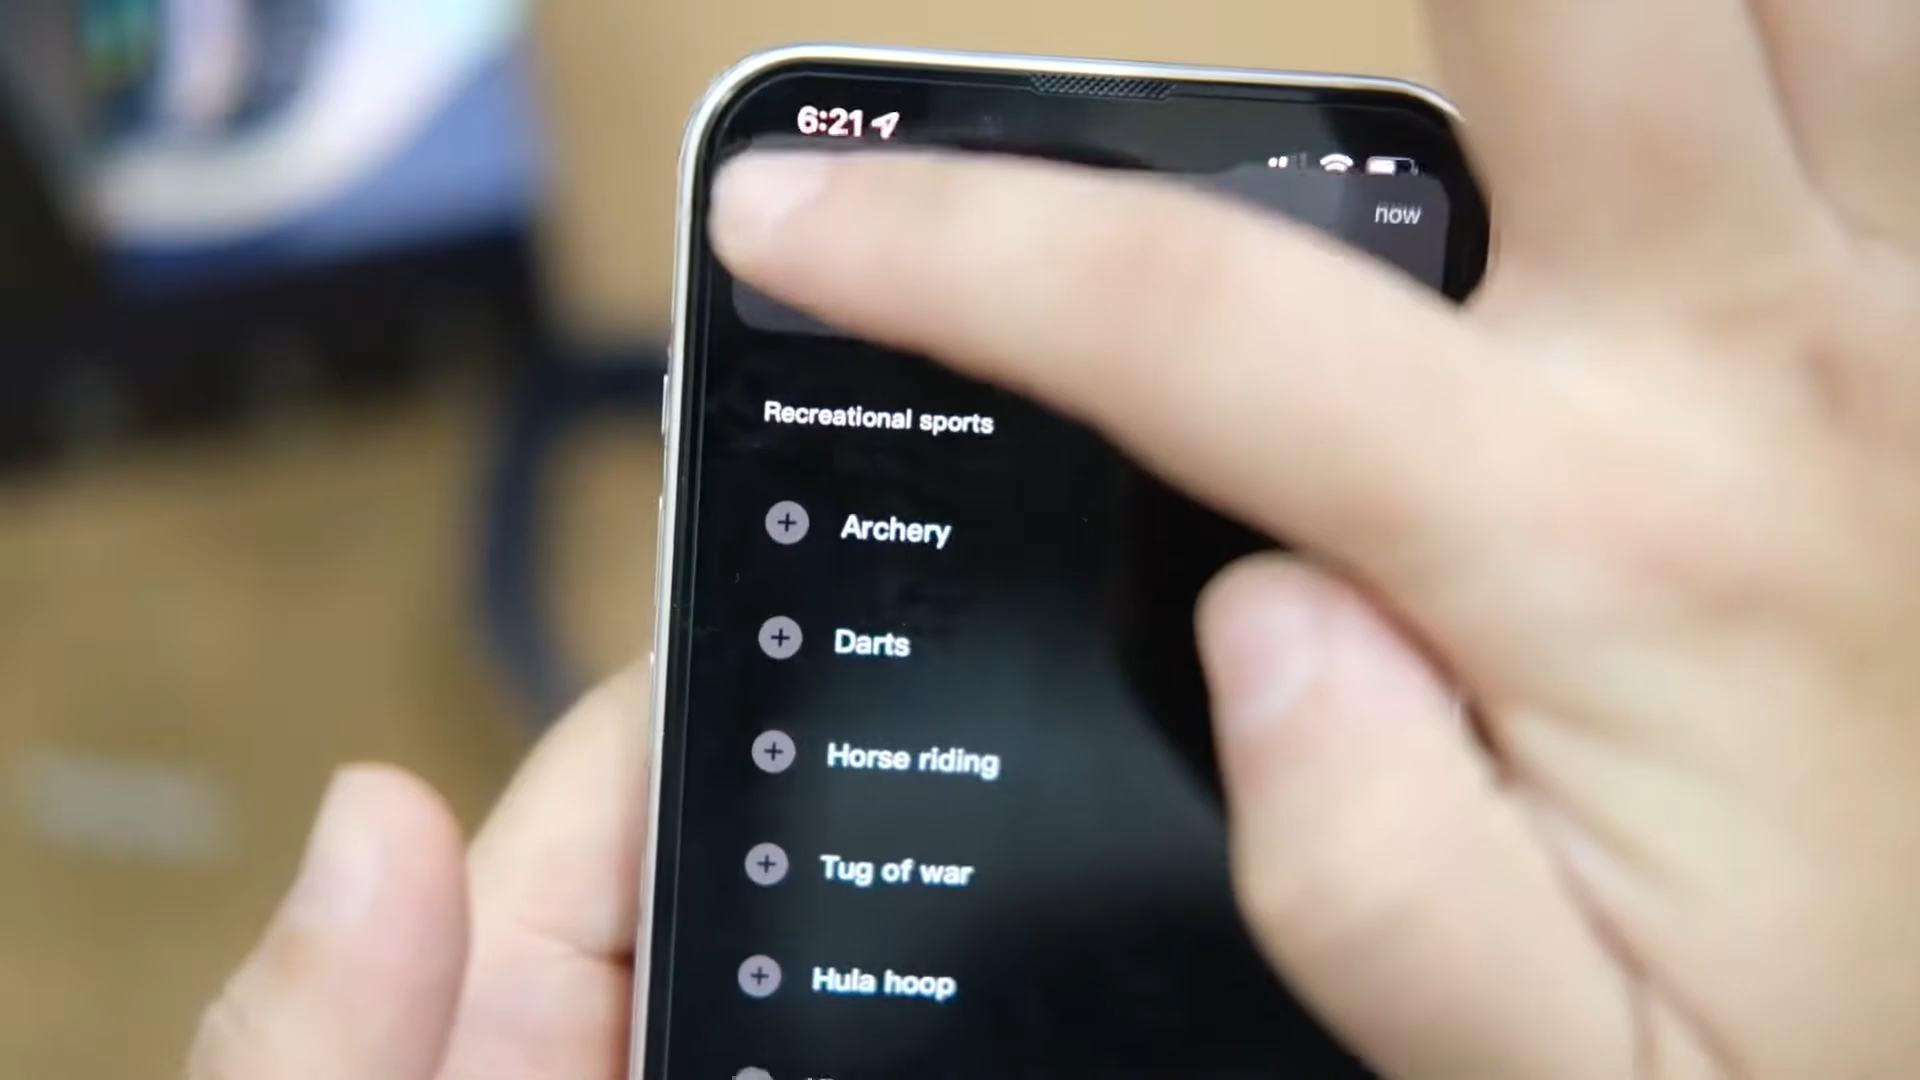 6:21
now
Recreational sports
Archery
Darts
Horse riding
Tug of war
Hula hoop